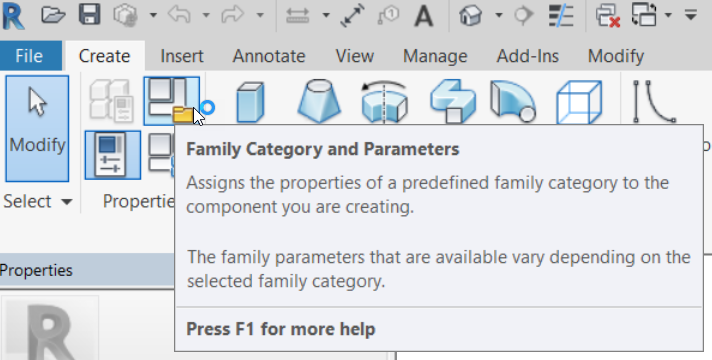 File Create Insert Annotate View Manage Add-Ins Modify
Modify
Select
Propertie
Family Category and Parameters
Assigns the properties of a predefined family category to the
component you are creating.
The family parameters that are available vary depending on the
selected family category.
Press F1 for more help
Properties